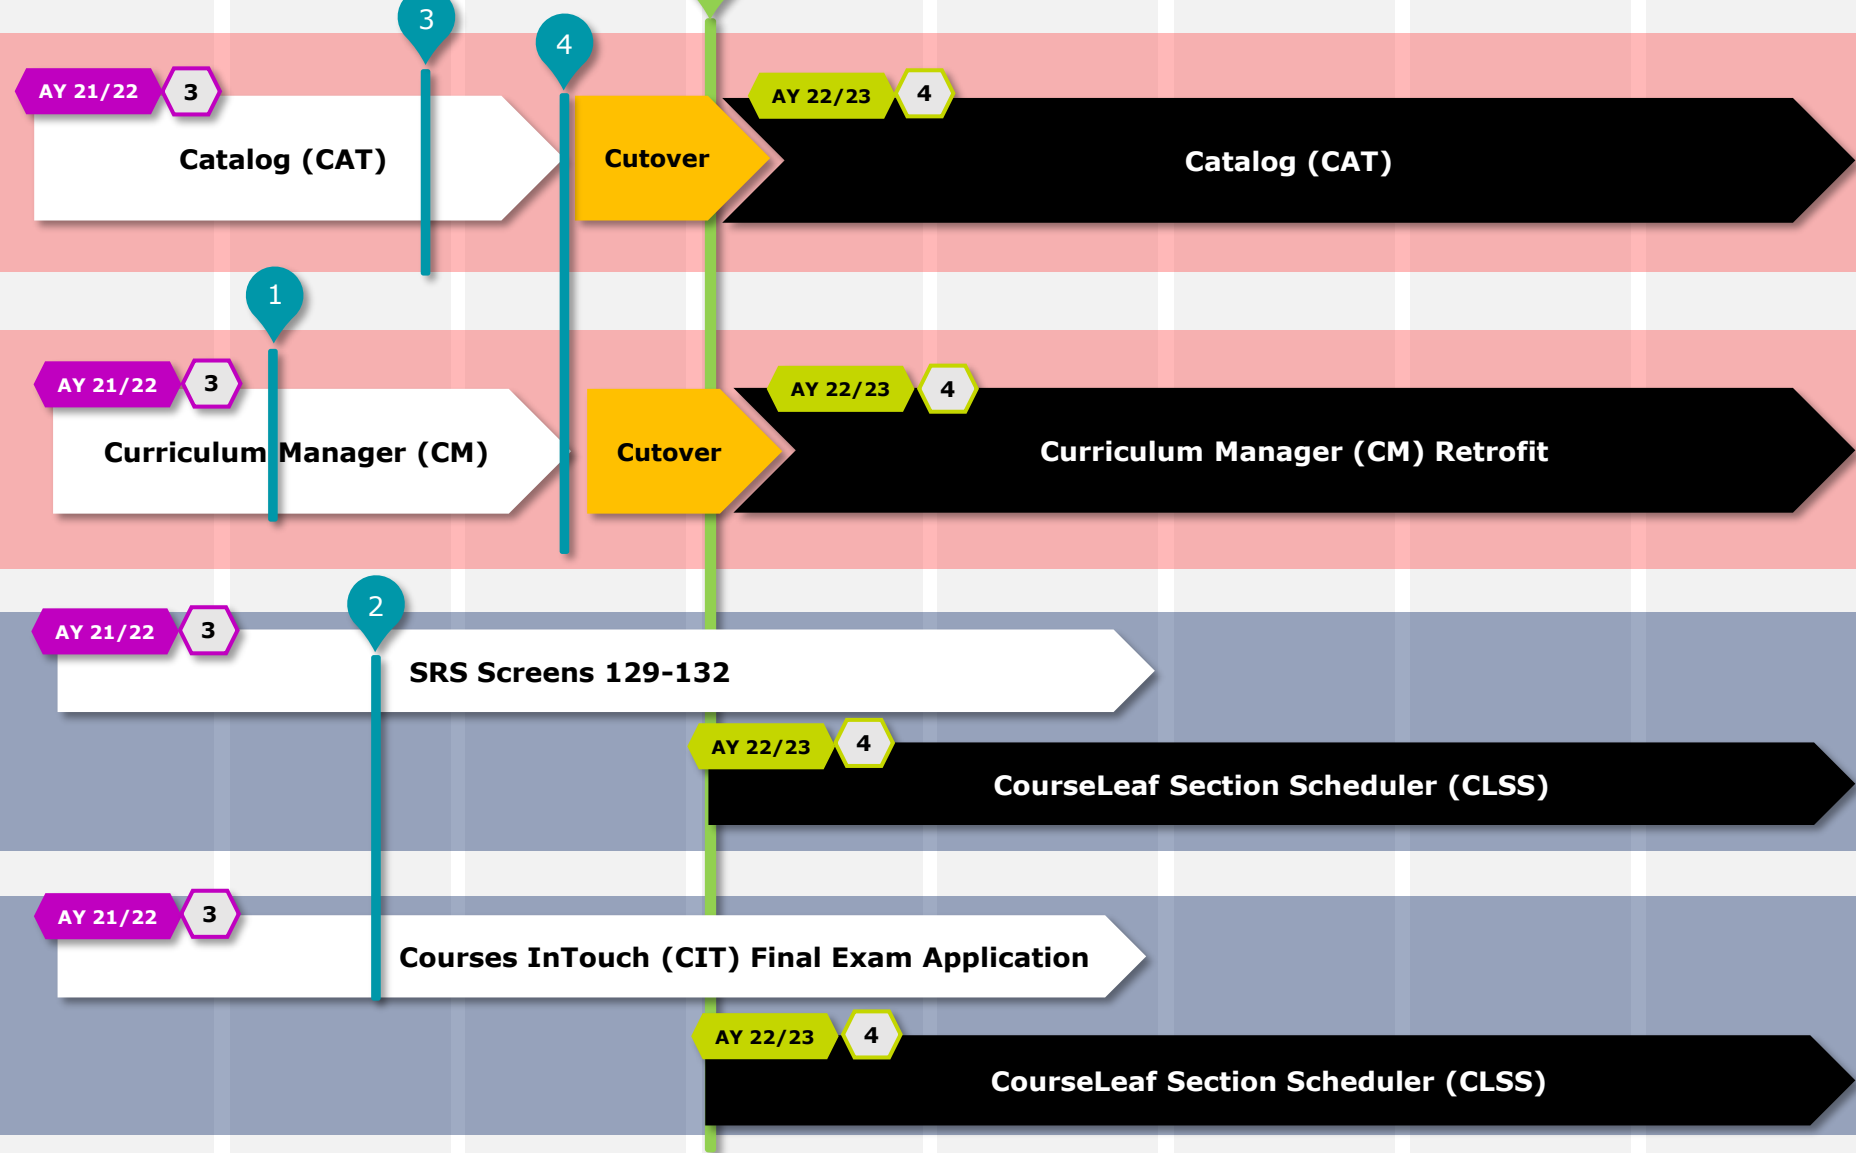 3
4
AY 21/22 3
AY 22/23 4
Catalog (CAT)
Cutover
Catalog (CAT)
1
AY 21/22 3
AY 22/23 4
Curriculum Manager (CM)
Cutover
Curriculum Manager (CM) Retrofit
2
AY 21/22 3
SRS Screens 129-132
AY 22/23 4
CourseLeaf Section Scheduler (CLSS)
AY 21/22 3
Courses InTouch (CIT) Final Exam Application
AY 22/23 4
CourseLeaf Section Scheduler (CLSS)